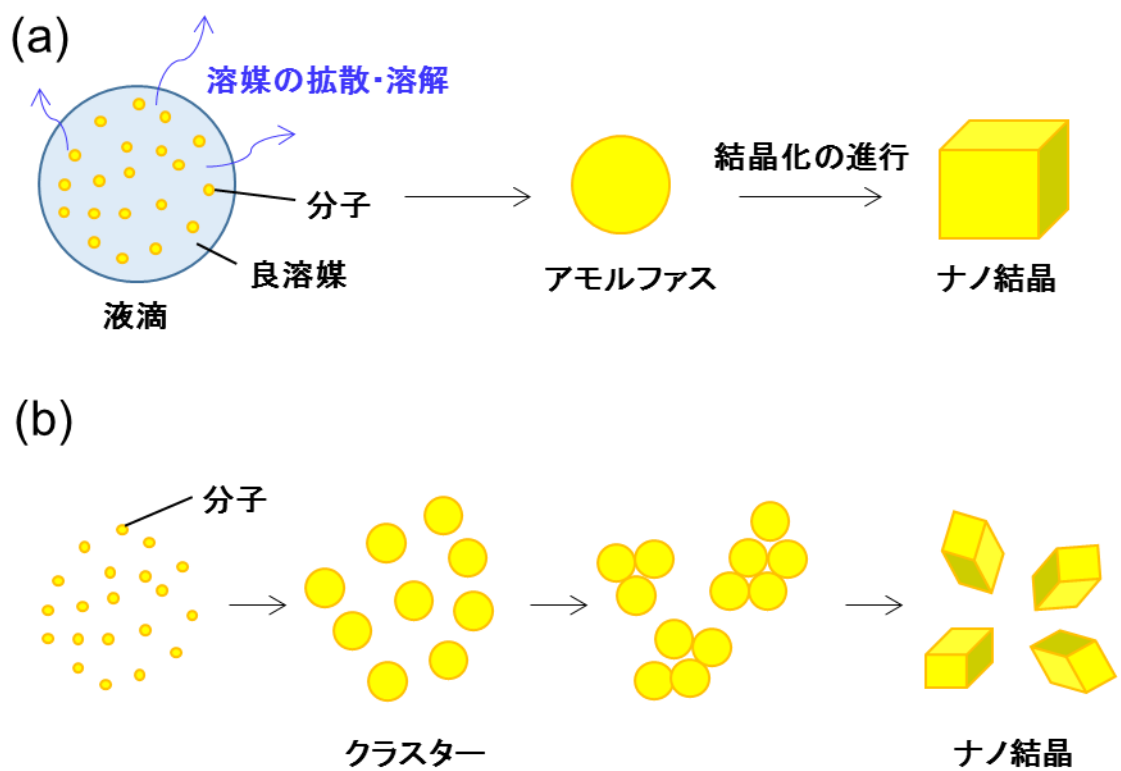 (a)
溶媒の拡散・溶解
分子
良溶媒
液滴
アモルファス
結晶化の進行
ナノ結晶
(b)
分子
クラスター
ナノ結晶